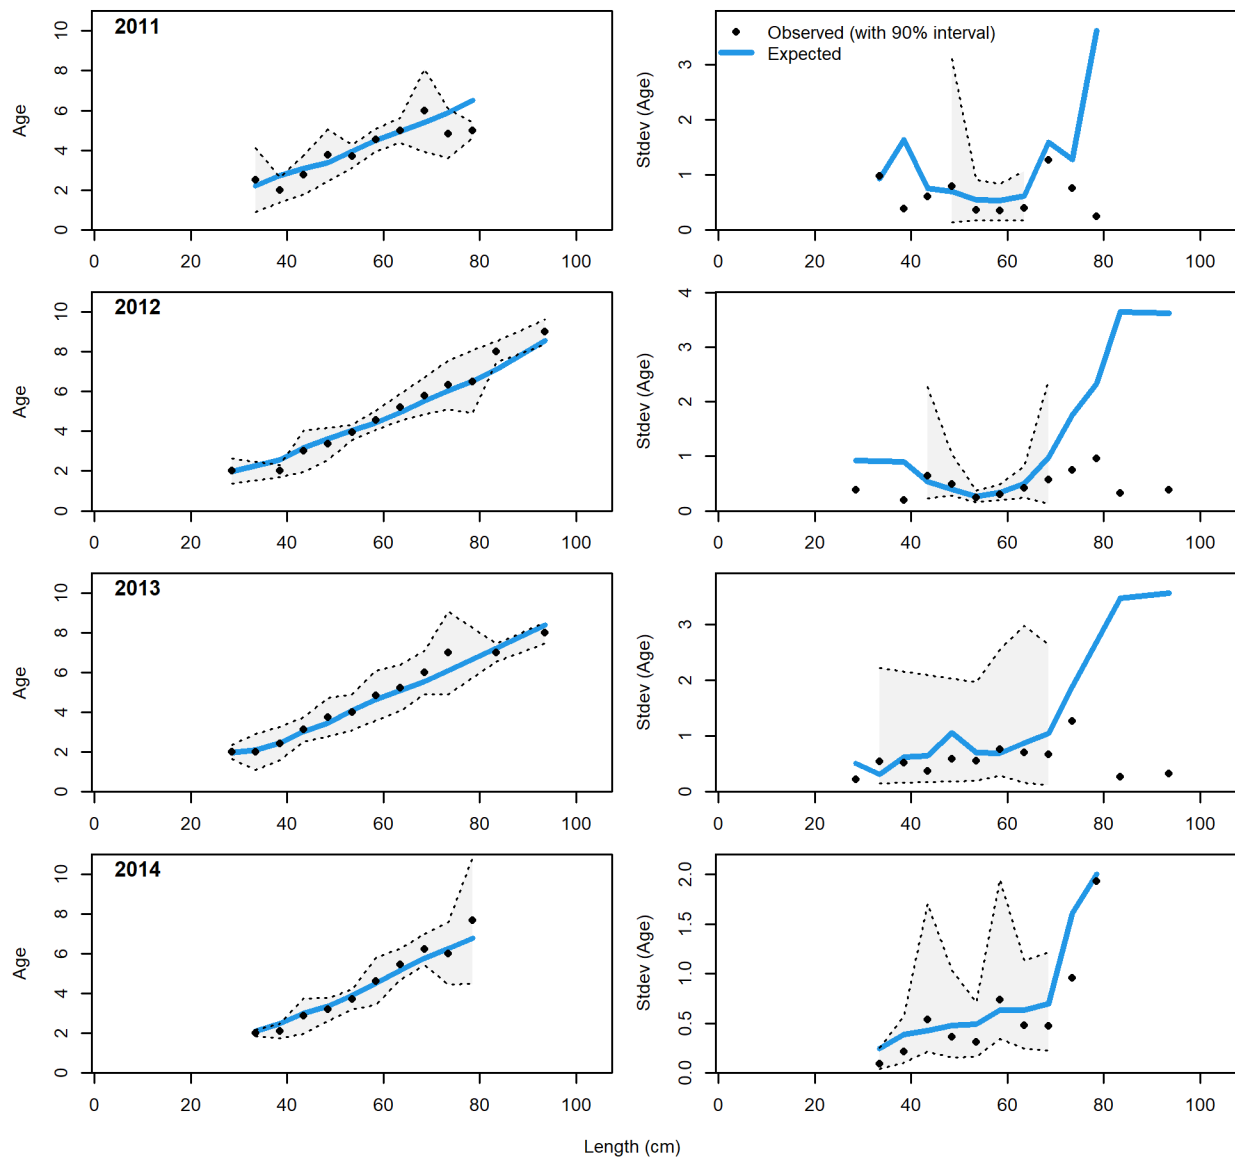 2011
Age
0 2 4 6 8 10
0 20 40 60 80 100
Observed (with 90% interval)
Expected
Stdev (Age)
0 1 2 3
0 20 40 60 80 100
2012
Age
0 2 4 6 8 10
0 20 40 60 80 100
Stdev (Age)
0 1 2 3 4
0 20 40 60 80 100
2013
Age
0 2 4 6 8 10
0 20 40 60 80 100
Stdev (Age)
0 1 2 3
0 20 40 60 80 100
2014
Age
0 2 4 6 8 10
0 20 40 60 80 100
Stdev (Age)
0.0 0.5 1.0 1.5 2.0
0 20 40 60 80 100
Length (cm)